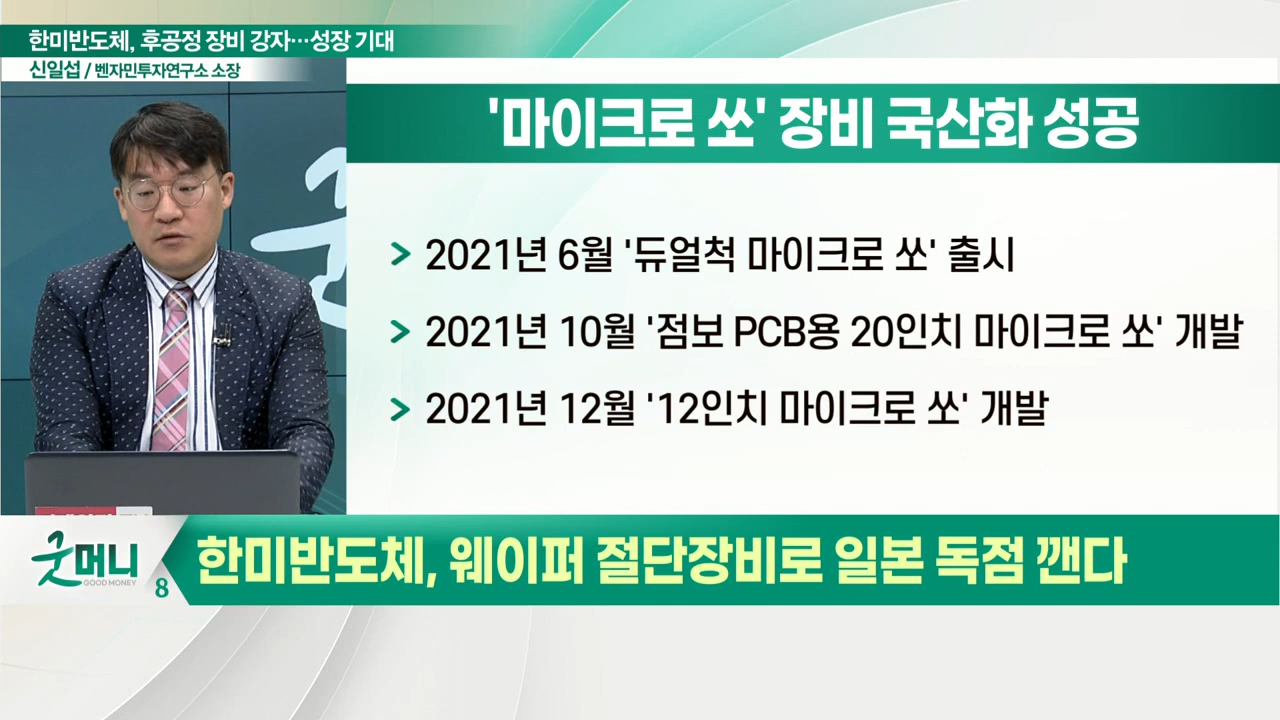 한미반도체, 후공정 장비 강자…성장 기대
신일섭 / 벤자민투자연구소 소장
'마이크로 쏘' 장비 국산화 성공
> 2021년 6월 '듀얼척 마이크로 쏘' 출시
> 2021년 10월 '점보 PCB용 20인치 마이크로 쏘' 개발
> 2021년 12월 '12인치 마이크로 쏘' 개발
굿머니
GOOD MONEY
8
한미반도체, 웨이퍼 절단장비로 일본 독점 깬다